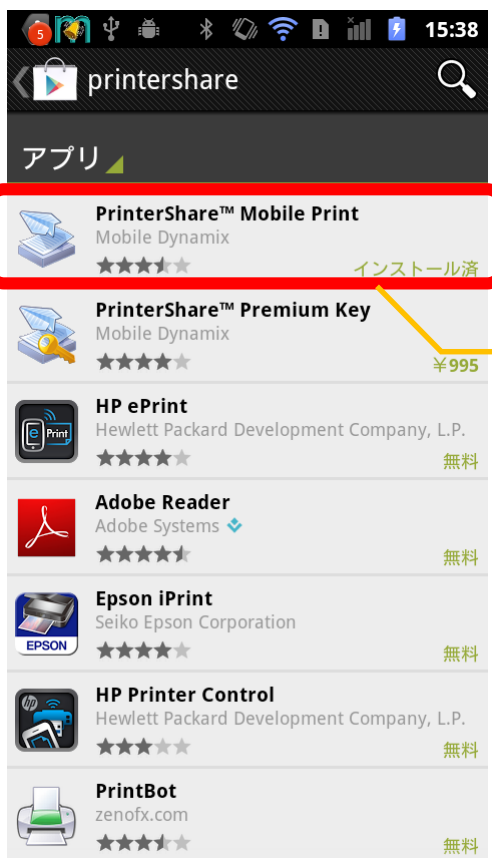 5 15:38
printershare
アプリ
PrinterShare™ Mobile Print
Mobile Dynamix
インストール済
PrinterShare™ Premium Key
Mobile Dynamix
¥995
e Print
HP ePrint
Hewlett Packard Development Company, L.P.
無料
Adobe Reader
Adobe Systems
無料
EPSON
Epson iPrint
Seiko Epson Corporation
無料
hp
HP Printer Control
Hewlett Packard Development Company, L.P.
無料
PrintBot
zenofx.com
無料